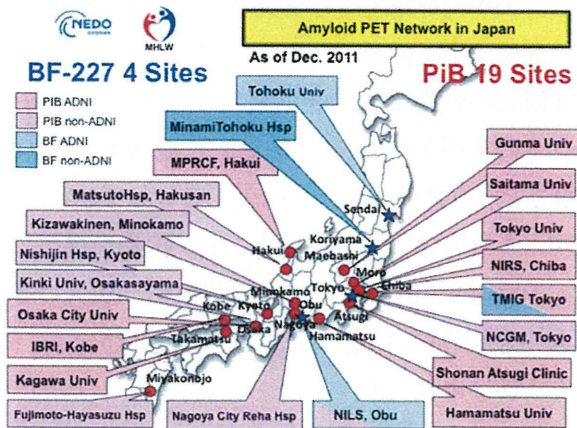 NEDO
MHLW
Amyloid PET Network in Japan
As of Dec. 2011
BF-227 4 Sites
PiB 19 Sites
PIB ADNI
PIB non-ADNI
BF ADNI
BF non-ADNI
Tohoku Univ
MinamiTohoku Hsp
MPRCF, Hakui
MatsutoHsp, Hakusan
Kizawakinen, Minokamo
Nishijin Hsp, Kyoto
Kinki Univ, Osakasayama
Osaka City Univ
IBRI, Kobe
Kagawa Univ
Fujimoto-Hayasuzu Hsp
Nagoya City Reha Hsp
NILS, Obu
Gunma Univ
Saitama Univ
Tokyo Univ
NIRS, Chiba
TMIG Tokyo
NCGM, Tokyo
Shonan Atsugi Clinic
Hamamatsu Univ
Sendai
Koriyama
Hakui
Maebashi
Moro
Tokyo
Chiba
Minokamo
Kobe
Kyoto
Obu
Atsugi
Takamatsu
Osaka
Nagoya
Hamamatsu
Miyakonojo